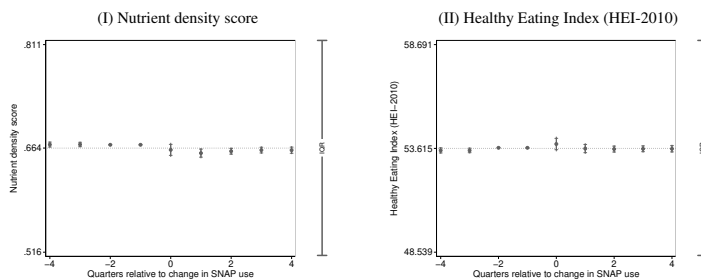 (I) Nutrient density score
.811
.664
.516
Nutrient density score
−4
−2
0
2
4
Quarters relative to change in SNAP use
IQR
(II) Healthy Eating Index (HEI-2010)
58.691
53.615
48.539
Healthy Eating Index (HEI−2010)
−4
−2
0
2
4
Quarters relative to change in SNAP use